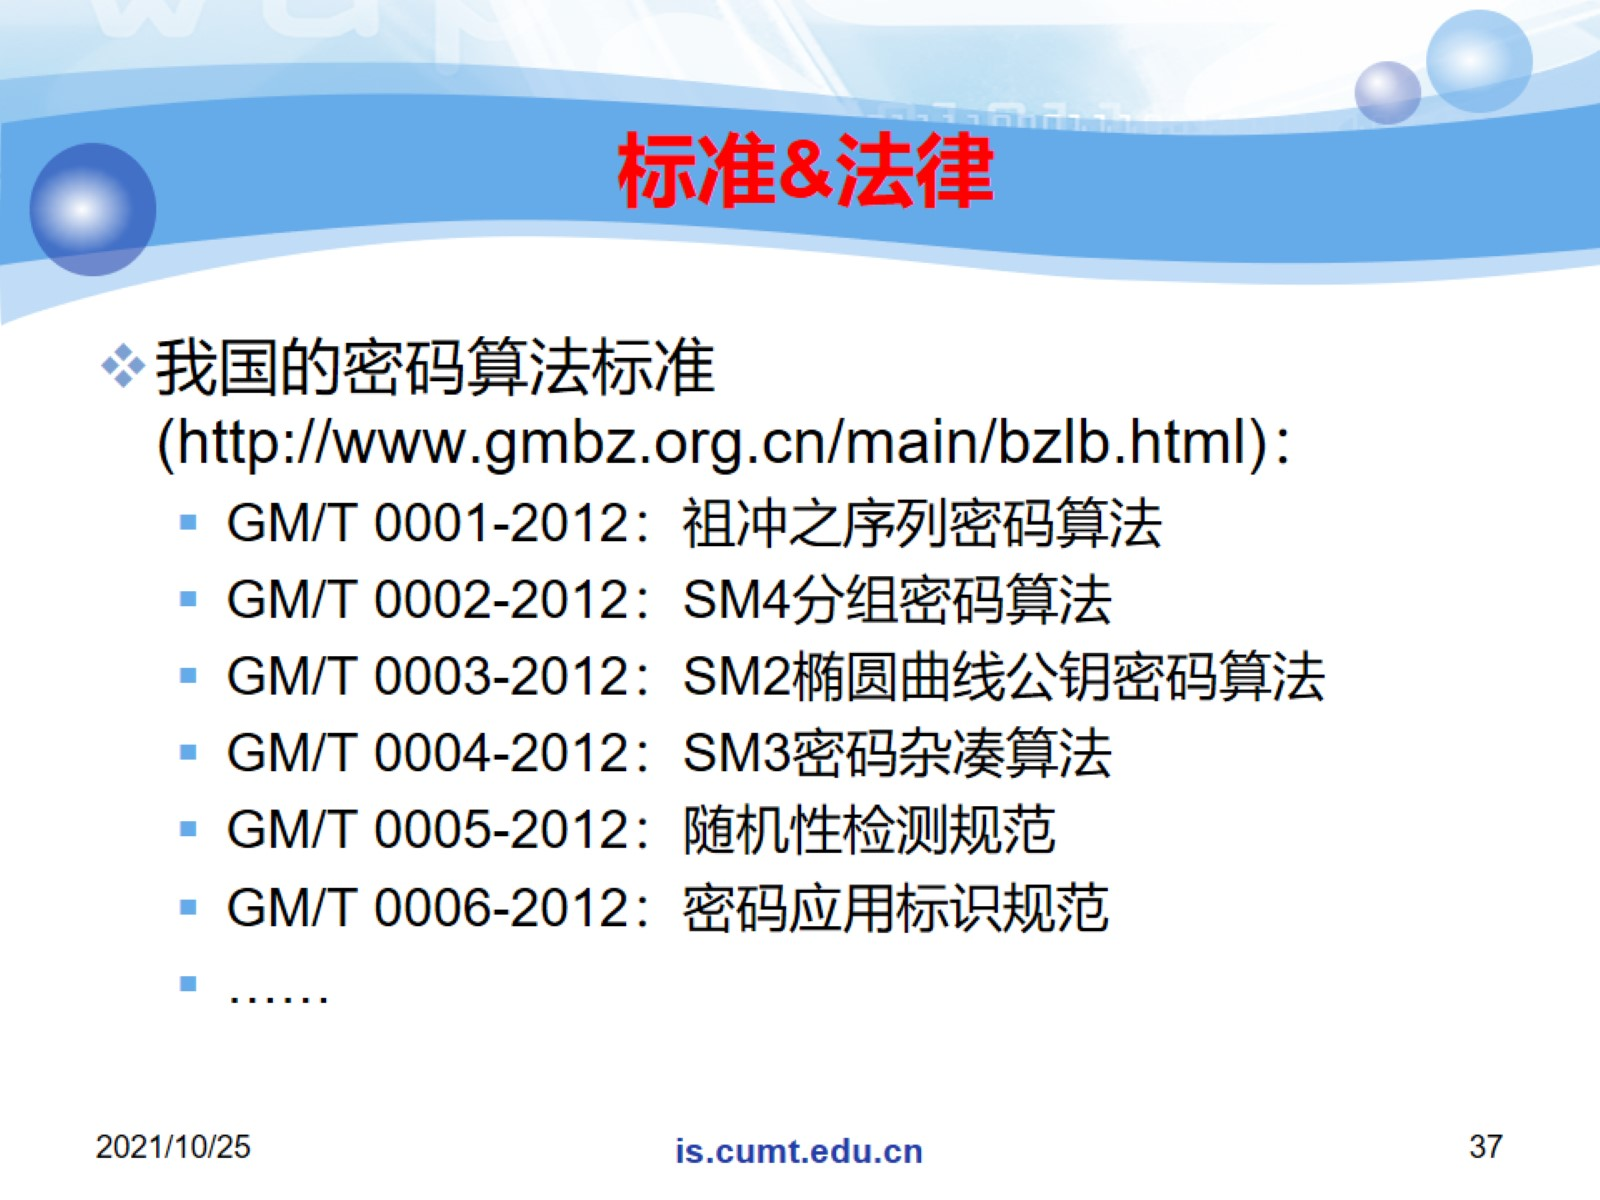 标准&法律
我国的密码算法标准
(http://www.gmbz.org.cn/main/bzlb.html)：
GM/T 0001-2012：祖冲之序列密码算法
GM/T 0002-2012：SM4分组密码算法
GM/T 0003-2012：SM2椭圆曲线公钥密码算法
GM/T 0004-2012：SM3密码杂凑算法
GM/T 0005-2012：随机性检测规范
GM/T 0006-2012：密码应用标识规范
……
2021/10/25
is.cumt.edu.cn
37